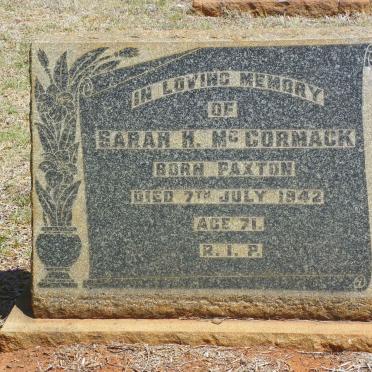 IN LOVING MEMORY
OF
SARAH H. McCORMACK
BORN PAXTON
DIED 7TH JULY 1942
AGE 71.
R. I. P.